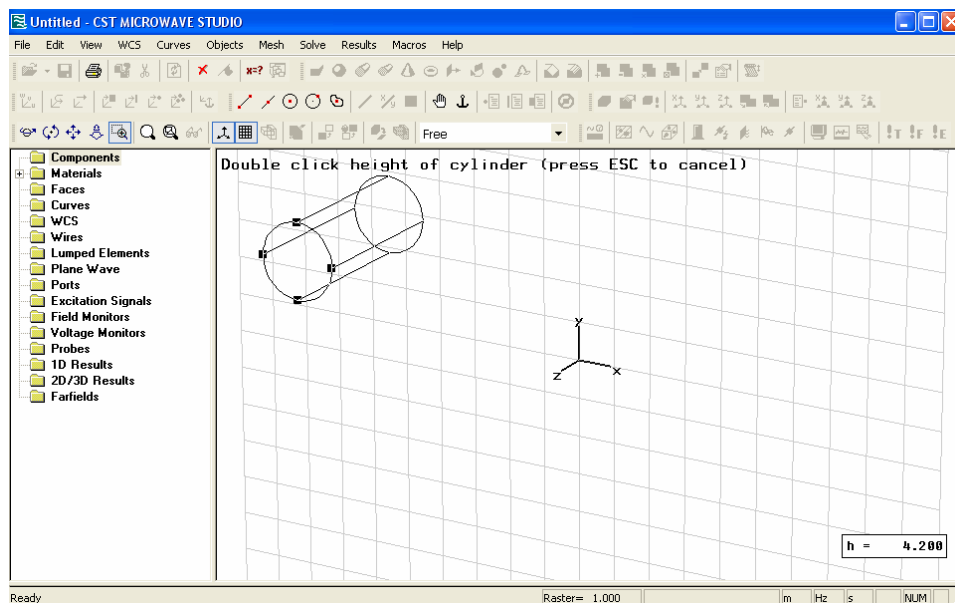 Untitled - CST MICROWAVE STUDIO
File Edit View WCS Curves Objects Mesh Solve Results Macros Help
x=?
Free
!T !F !E
Components
Materials
Faces
Curves
WCS
Wires
Lumped Elements
Plane Wave
Ports
Excitation Signals
Field Monitors
Voltage Monitors
Probes
1D Results
2D/3D Results
Farfields
Double click height of cylinder (press ESC to cancel)
y
x
z
h = 4.200
Ready Raster= 1.000 m Hz s NUM